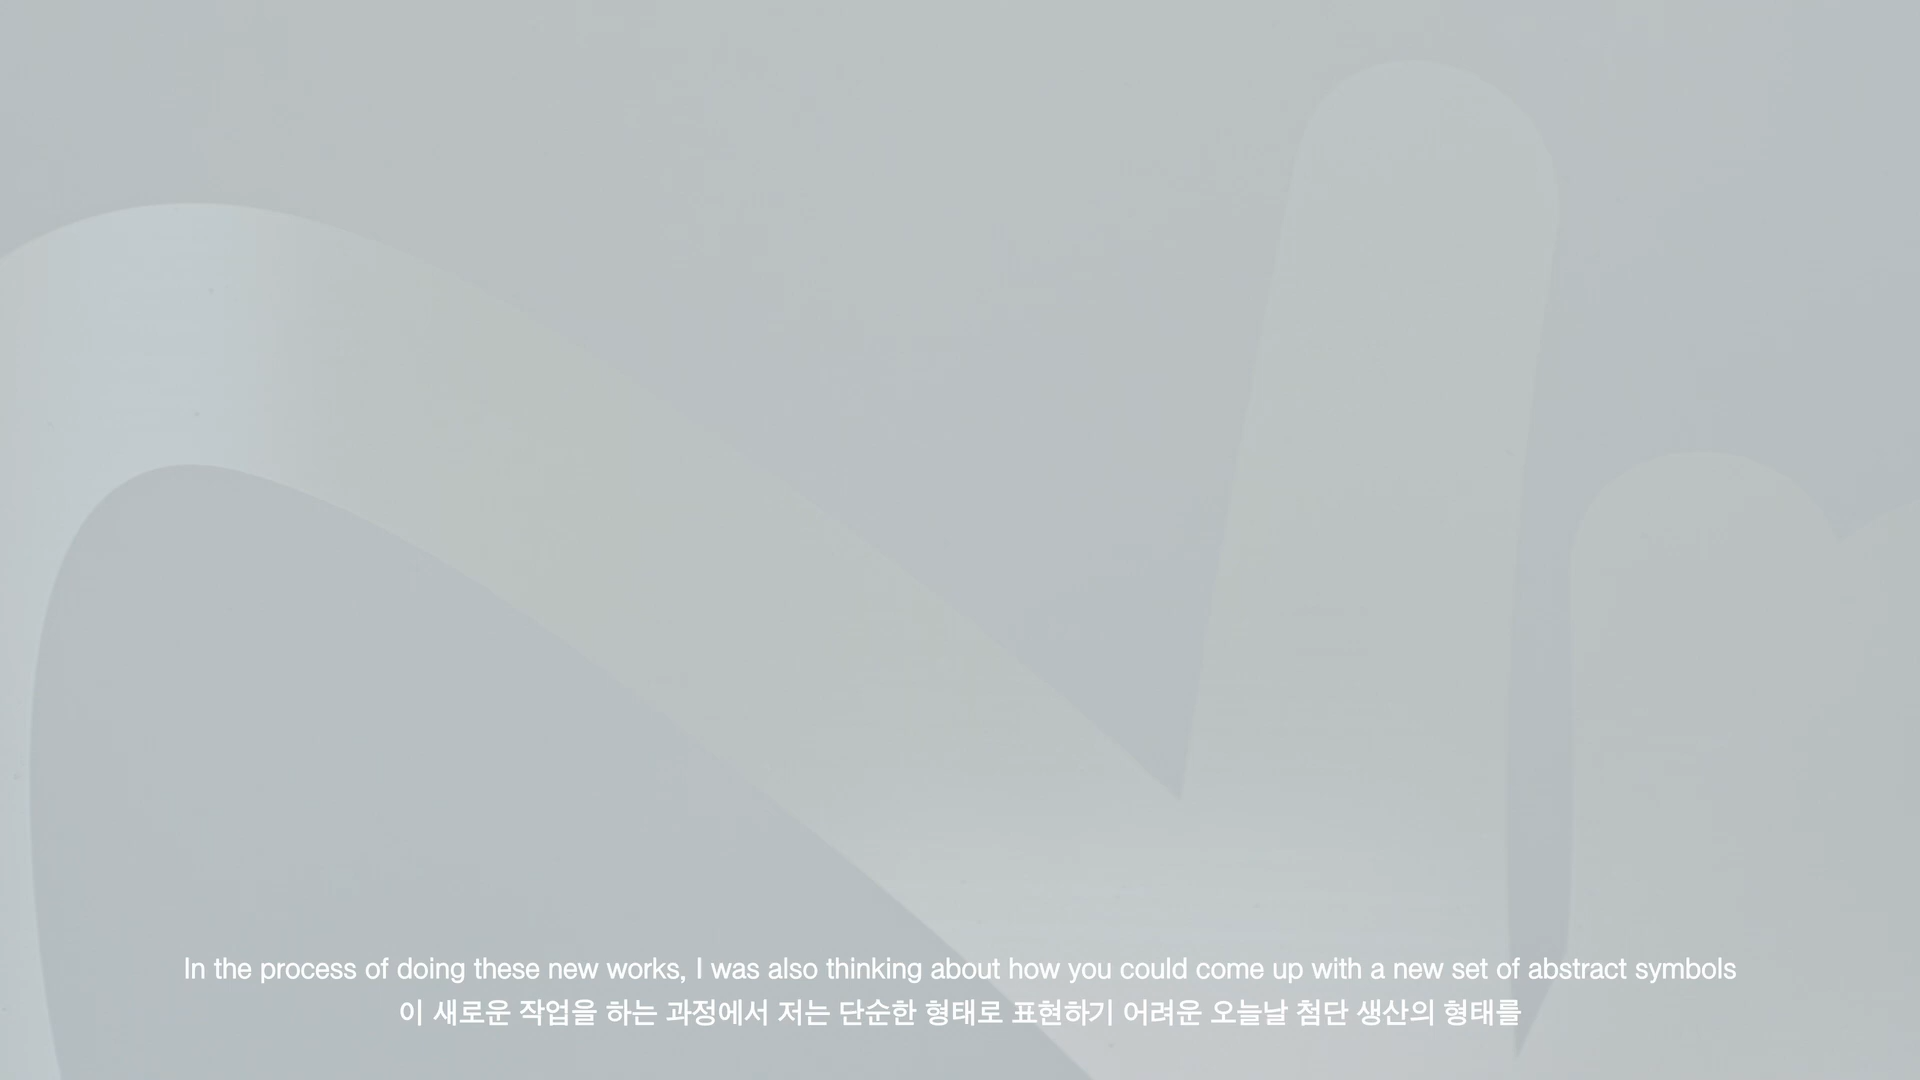 In the process of doing these new works, I was also thinking about how you could come up with a new set of abstract symbols
이 새로운 작업을 하는 과정에서 저는 단순한 형태로 표현하기 어려운 오늘날 첨단 생산의 형태를